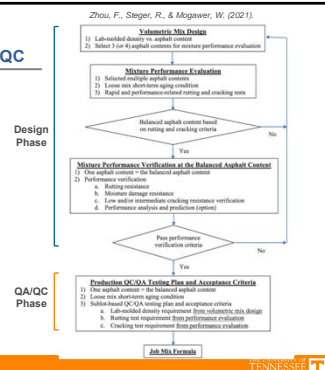 Zhou, F., Steger, R., & Mogawer, W. (2021).
QC
Volumetric Mix Design
1) Lab-molded density vs. asphalt content
2) Select 3 (or 4) asphalt contents for mixture performance evaluation
Mixture Performance Evaluation
1) Selected multiple asphalt contents
2) Loose mix short-term aging condition
3) Rapid and performance-related rutting and cracking tests
Design
Phase
Balanced asphalt content based
on rutting and cracking criteria
No
Yes
Mixture Performance Verification at the Balanced Asphalt Content
1) One asphalt content = the balanced asphalt content
2) Performance verification
a. Rutting resistance
b. Moisture damage resistance
c. Low and/or intermediate cracking resistance verification
d. Performance analysis and production (option)
Pass performance
verification criteria
No
Yes
QA/QC
Phase
Production QC/QA Testing Plan and Acceptance Criteria
1) One asphalt content = the balanced asphalt content
2) Loose mix short-term aging condition
3) Sublot-based QC/QA testing plan and acceptance criteria
a. Lab-molded density requirement from volumetric mix design
b. Rutting test requirement from performance evaluation
c. Cracking test requirement from performance evaluation
Job Mix Formula
THE UNIVERSITY OF
TENNESSEE T